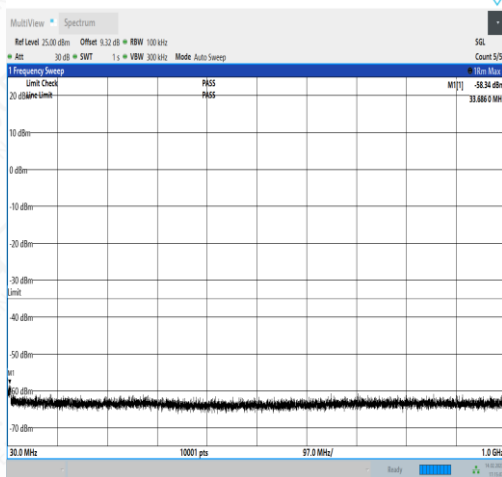 MultiView Spectrum
Ref Level 25.00 dBm Offset 9.32 dB RBW 100 kHz SGL
Att 30 dB SWT 1 s VBW 300 kHz Mode Auto Sweep Count 5/5
1 Frequency Sweep 1Rm Max
Limit Check PASS M1[1] -58.34 dBm
20 dBm Line Limit PASS 33.686 0 MH
10 dBm
0 dBm
-10 dBm
-20 dBm
-30 dBm
Limit
-40 dBm
-50 dBm
M1
-60 dBm
-70 dBm
30.0 MHz 10001 pts 97.0 MHz/ 1.0 GHz
Ready